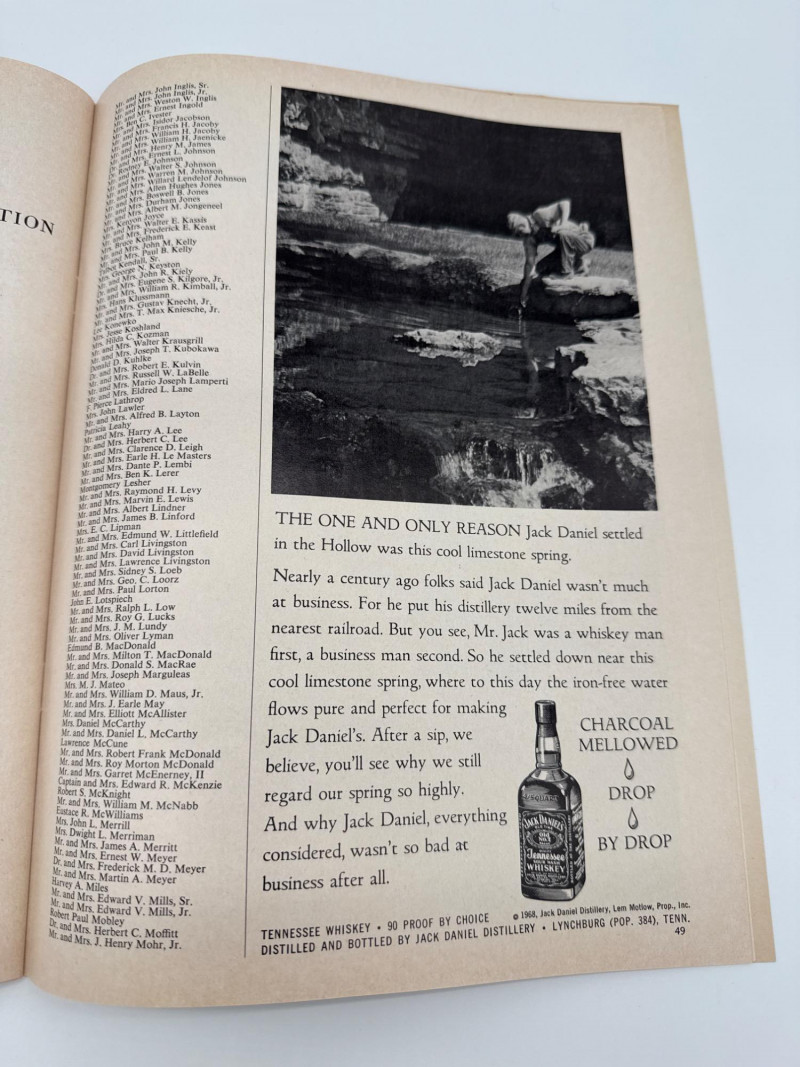 TION
Mr. and Mrs. John Inglis, Sr.
Mr. and Mrs. John Inglis, Jr.
Mr. and Mrs. Weston W. Inglis
Mr. and Mrs. Ernest Ingold
Mrs. Ben C. Ivester
Mr. and Mrs. Isidor Jacobson
Mr. and Mrs. Francis H. Jacoby
Mr. and Mrs. William H. Jacoby
Mr. and Mrs. William H. Jaenicke
Mr. and Mrs. Henry M. James
Mr. and Mrs. Ernest L. Johnson
Dr. Rodney E. Johnson
Mr. and Mrs. Walter S. Johnson
Mr. and Mrs. Warren M. Johnson
Mr. and Mrs. Willard Lendelof Johnson
Mr. and Mrs. Allen Hughes Jones
Mr. and Mrs. Boswell B. Jones
Mr. and Mrs. Durham Jones
Mr. and Mrs. Albert M. Jongeneel
Mrs. Kenyon Joyce
Mr. and Mrs. Walter E. Kassis
Mr. and Mrs. Frederick E. Keast
Mrs. Bruce Kelham
Mr. and Mrs. John M. Kelly
Mr. and Mrs. Paul B. Kelly
Talbot Kendall, Sr.
Mrs. George N. Keyston
Mr. and Mrs. John R. Kiely
Dr. and Mrs. Eugene S. Kilgore, Jr.
Mr. and Mrs. William R. Kimball, Jr.
Mrs. Hans Klussmann
Mr. and Mrs. Gustav Knecht, Jr.
Mr. and Mrs. T. Max Kniesche, Jr.
Konewko
Mrs. Jesse Koshland
Mrs. Hilda C. Kozman
Mr. and Mrs. Walter Krausgrill
Mr. and Mrs. Joseph T. Kubokawa
Donald D. Kuhlke
Dr. and Mrs. Robert E. Kulvin
Mr. and Mrs. Russell W. LaBelle
Mr. and Mrs. Mario Joseph Lamperti
Mr. and Mrs. Eldred L. Lane
F. Pierce Lathrop
Mrs. John Lawler
Mr. and Mrs. Alfred B. Layton
Patricia Leahy
Mr. and Mrs. Harry A. Lee
Dr. and Mrs. Herbert C. Lee
Mr. and Mrs. Clarence D. Leigh
Mr. and Mrs. Earle H. Le Masters
Mr. and Mrs. Dante P. Lembi
Mr. and Mrs. Ben K. Lerer
Montgomery Lesher
Mr. and Mrs. Raymond H. Levy
Mr. and Mrs. Marvin E. Lewis
Mr. and Mrs. Albert Lindner
Mr. and Mrs. James B. Linford
Mrs. E. C. Lipman
Mr. and Mrs. Edmund W. Littlefield
Mr. and Mrs. Carl Livingston
Mr. and Mrs. David Livingston
Mr. and Mrs. Lawrence Livingston
Mr. and Mrs. Sidney S. Loeb
Mr. and Mrs. Geo. C. Loorz
Mr. and Mrs. Paul Lorton
John E. Lotspiech
Mr. and Mrs. Ralph L. Low
Mr. and Mrs. Roy G. Lucks
Mr. and Mrs. J. M. Lundy
Mr. and Mrs. Oliver Lyman
Edmund B. MacDonald
Mr. and Mrs. Milton T. MacDonald
Mr. and Mrs. Donald S. MacRae
Mr. and Mrs. Joseph Marguleas
Mrs. M. J. Mateo
Mr. and Mrs. William D. Maus, Jr.
Mr. and Mrs. J. Earle May
Mr. and Mrs. Elliott McAllister
Mrs. Daniel McCarthy
Mr. and Mrs. Daniel L. McCarthy
Lawrence McCune
Mr. and Mrs. Robert Frank McDonald
Mr. and Mrs. Roy Morton McDonald
Mr. and Mrs. Garret McEnerney, II
Captain and Mrs. Edward R. McKenzie
Robert S. McKnight
Mr. and Mrs. William M. McNabb
Eustace R. McWilliams
Mrs. John L. Merrill
Mrs. Dwight L. Merriman
Mr. and Mrs. James A. Merritt
Mr. and Mrs. Ernest W. Meyer
Dr. and Mrs. Frederick M. D. Meyer
Mr. and Mrs. Martin A. Meyer
Harvey A. Miles
Mr. and Mrs. Edward V. Mills, Sr.
Mr. and Mrs. Edward V. Mills, Jr.
Robert Paul Mobley
Dr. and Mrs. Herbert C. Moffitt
Mr. and Mrs. J. Henry Mohr, Jr.
THE ONE AND ONLY REASON Jack Daniel settled
in the Hollow was this cool limestone spring.
Nearly a century ago folks said Jack Daniel wasn't much
at business. For he put his distillery twelve miles from the
nearest railroad. But you see, Mr. Jack was a whiskey man
first, a business man second. So he settled down near this
cool limestone spring, where to this day the iron-free water
flows pure and perfect for making
Jack Daniel's. After a sip, we
believe, you'll see why we still
regard our spring so highly.
And why Jack Daniel, everything
considered, wasn't so bad at
business after all.
JACK DANIEL'S
Old
No. 7
Tennessee
WHISKEY
CHARCOAL
MELLOWED
DROP
BY DROP
© 1968, Jack Daniel Distillery, Lem Motlow, Prop., Inc.
TENNESSEE WHISKEY • 90 PROOF BY CHOICE
DISTILLED AND BOTTLED BY JACK DANIEL DISTILLERY • LYNCHBURG (POP. 384), TENN.
49